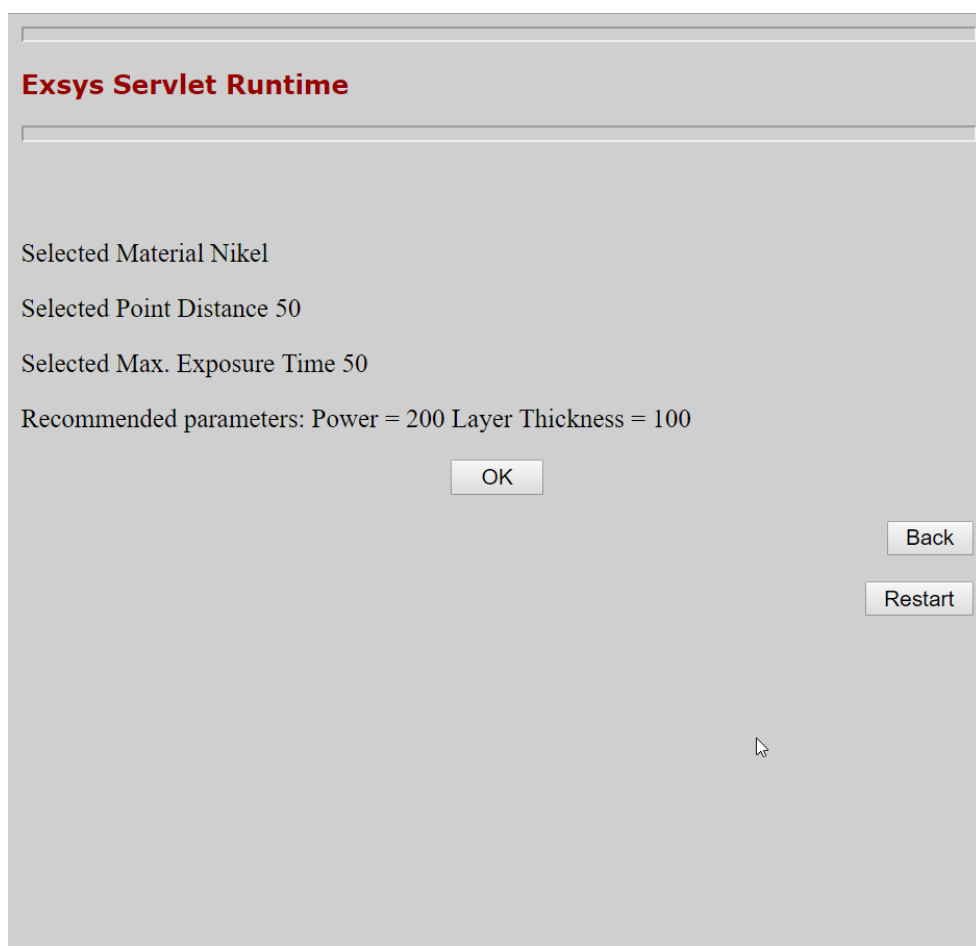 Exsys Servlet Runtime
Selected Material Nikel
Selected Point Distance 50
Selected Max. Exposure Time 50
Recommended parameters: Power = 200 Layer Thickness = 100
OK
Back
Restart